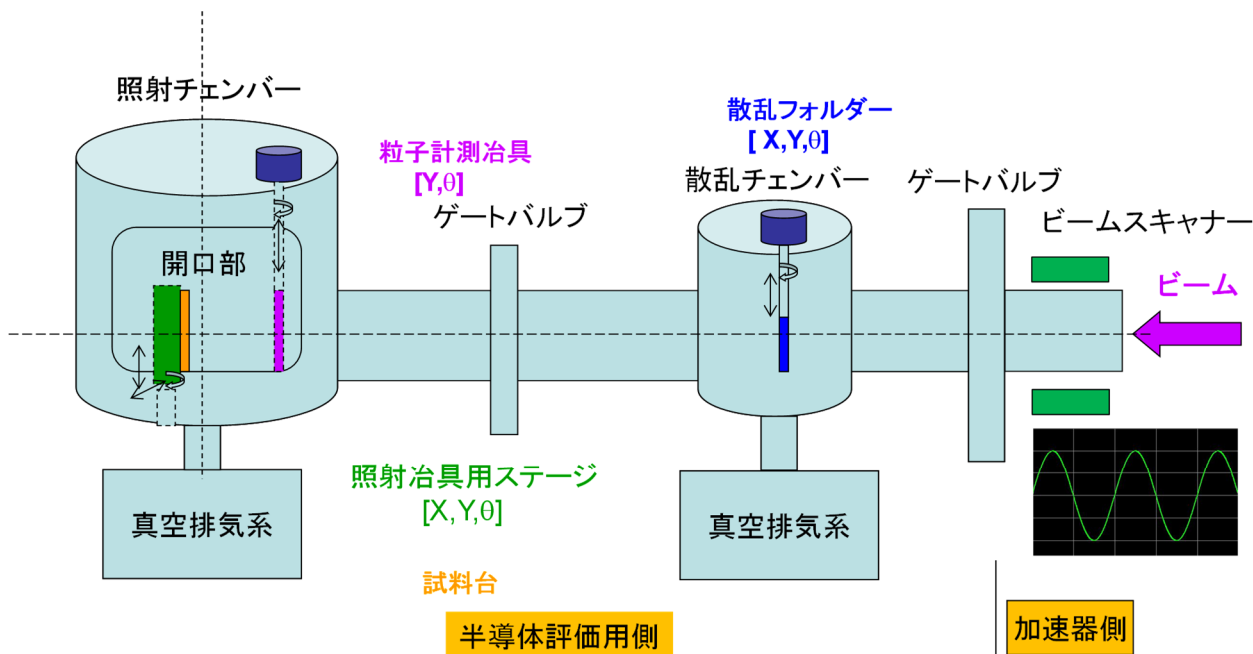 照射チェンバー
散乱フォルダー
[ X,Y,θ]
粒子計測冶具
[Y,θ]
散乱チェンバー
ゲートバルブ
ゲートバルブ
ビームスキャナー
開口部
ビーム
照射冶具用ステージ
[X,Y,θ]
真空排気系
真空排気系
試料台
半導体評価用側
加速器側